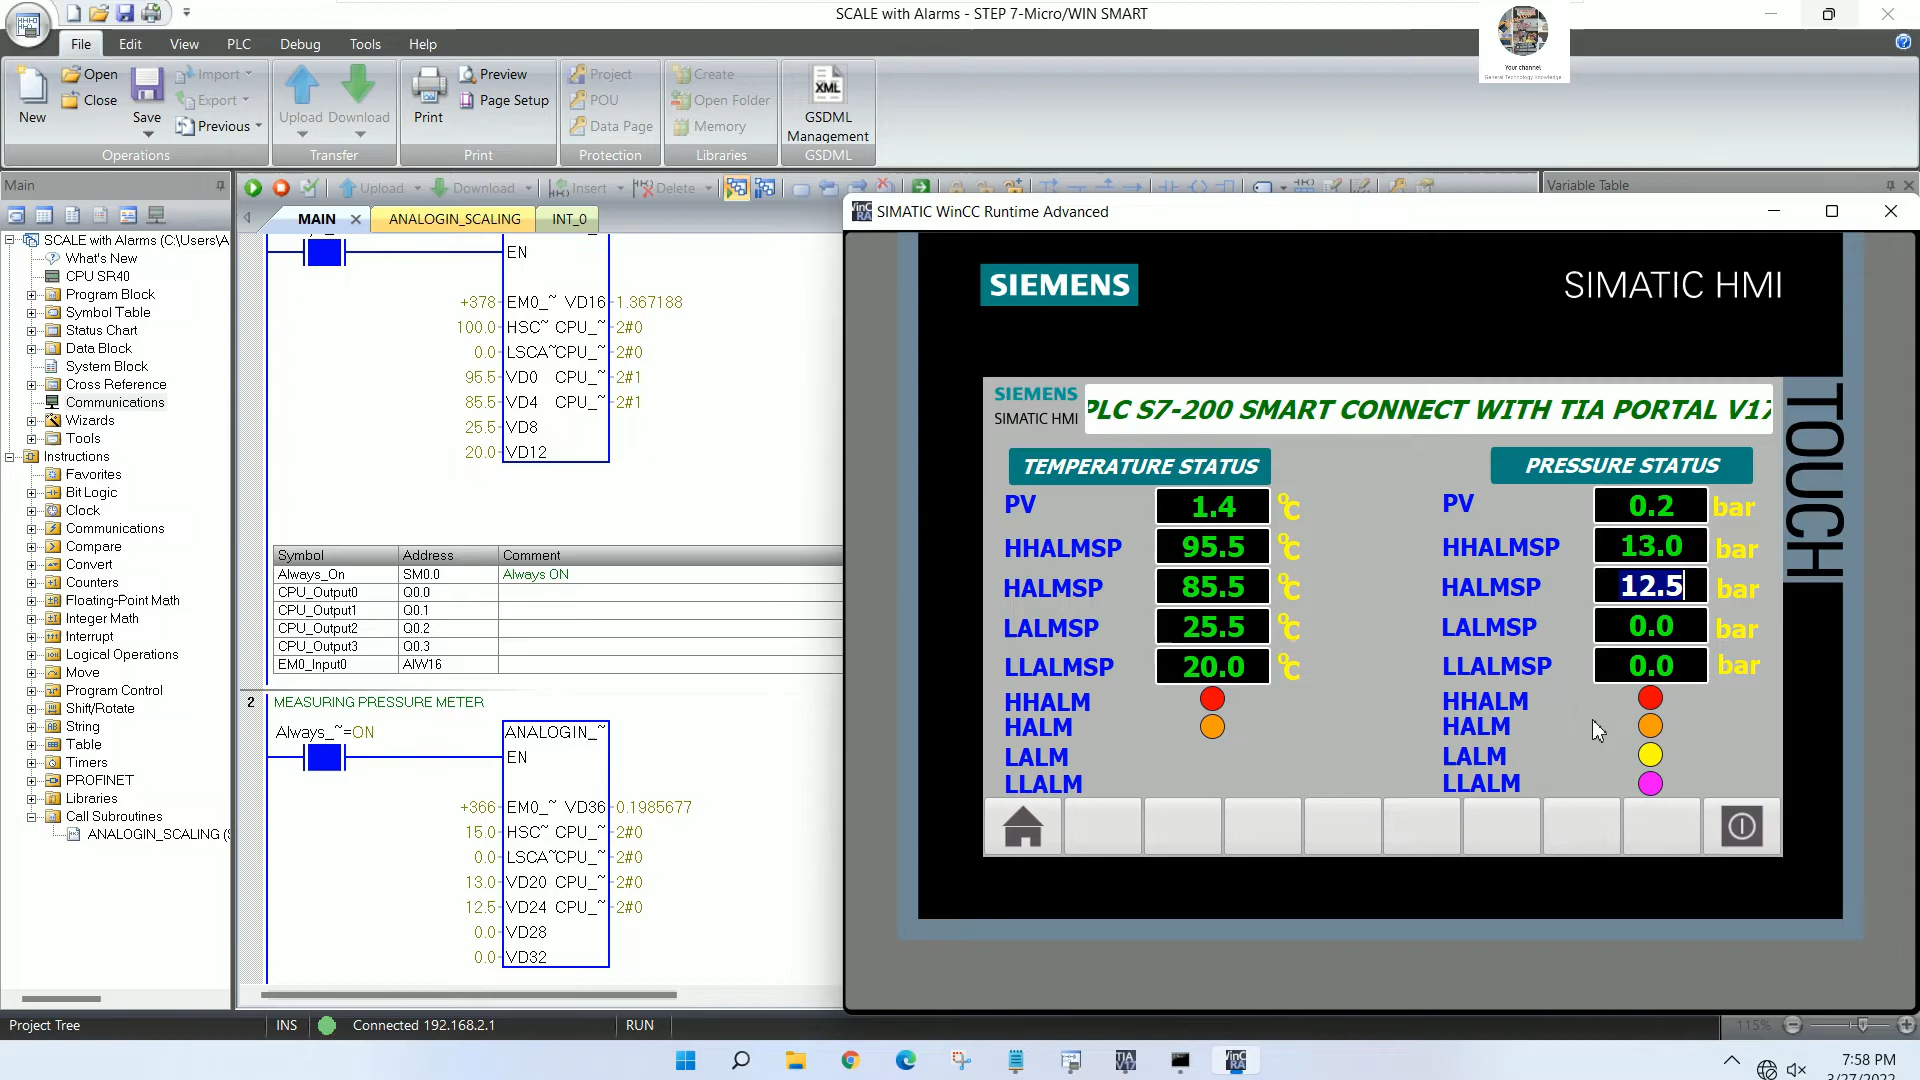 SCALE with Alarms - STEP 7-Micro/WIN SMART
File Edit View PLC Debug Tools Help
Your channel
General Technology Knowledge
New
Open
Close
Save
Import
Export
Previous
Upload
Download
Print
Preview
Page Setup
Project
POU
Data Page
Create
Open Folder
Memory
XML
GSDML
Management
Operations
Transfer
Print
Protection
Libraries
GSDML
Main
Upload Download Insert Delete
Variable Table
MAIN
ANALOGIN_SCALING
INT_0
SCALE with Alarms (C:\Users\A
What's New
CPU SR40
Program Block
Symbol Table
Status Chart
Data Block
System Block
Cross Reference
Communications
Wizards
Tools
Instructions
Favorites
Bit Logic
Clock
Communications
Compare
Convert
Counters
Floating-Point Math
Integer Math
Interrupt
Logical Operations
Move
Program Control
Shift/Rotate
String
Table
Timers
PROFINET
Libraries
Call Subroutines
ANALOGIN_SCALING (S
EN
+378 EM0_~ VD16 1.367188
100.0 HSC~ CPU_~ 2#0
0.0 LSCA~ CPU_~ 2#0
95.5 VD0 CPU_~ 2#1
85.5 VD4 CPU_~ 2#1
25.5 VD8
20.0 VD12
Symbol Address Comment
Always_On SM0.0 Always ON
CPU_Output0 Q0.0
CPU_Output1 Q0.1
CPU_Output2 Q0.2
CPU_Output3 Q0.3
EM0_Input0 AIW16
2 MEASURING PRESSURE METER
Always_~=ON
ANALOGIN_~
EN
+366 EM0_~ VD36 0.1985677
15.0 HSC~ CPU_~ 2#0
0.0 LSCA~ CPU_~ 2#0
13.0 VD20 CPU_~ 2#0
12.5 VD24 CPU_~ 2#0
0.0 VD28
0.0 VD32
SIMATIC WinCC Runtime Advanced
SIEMENS
SIMATIC HMI
TOUCH
SIEMENS
SIMATIC HMI
PLC S7-200 SMART CONNECT WITH TIA PORTAL V17
TEMPERATURE STATUS
PV 1.4 °C
HHALMSP 95.5 °C
HALMSP 85.5 °C
LALMSP 25.5 °C
LLALMSP 20.0 °C
HHALM
HALM
LALM
LLALM
PRESSURE STATUS
PV 0.2 bar
HHALMSP 13.0 bar
HALMSP 12.5 bar
LALMSP 0.0 bar
LLALMSP 0.0 bar
HHALM
HALM
LALM
LLALM
Project Tree
INS
Connected 192.168.2.1
RUN
115%
7:58 PM
3/27/2022